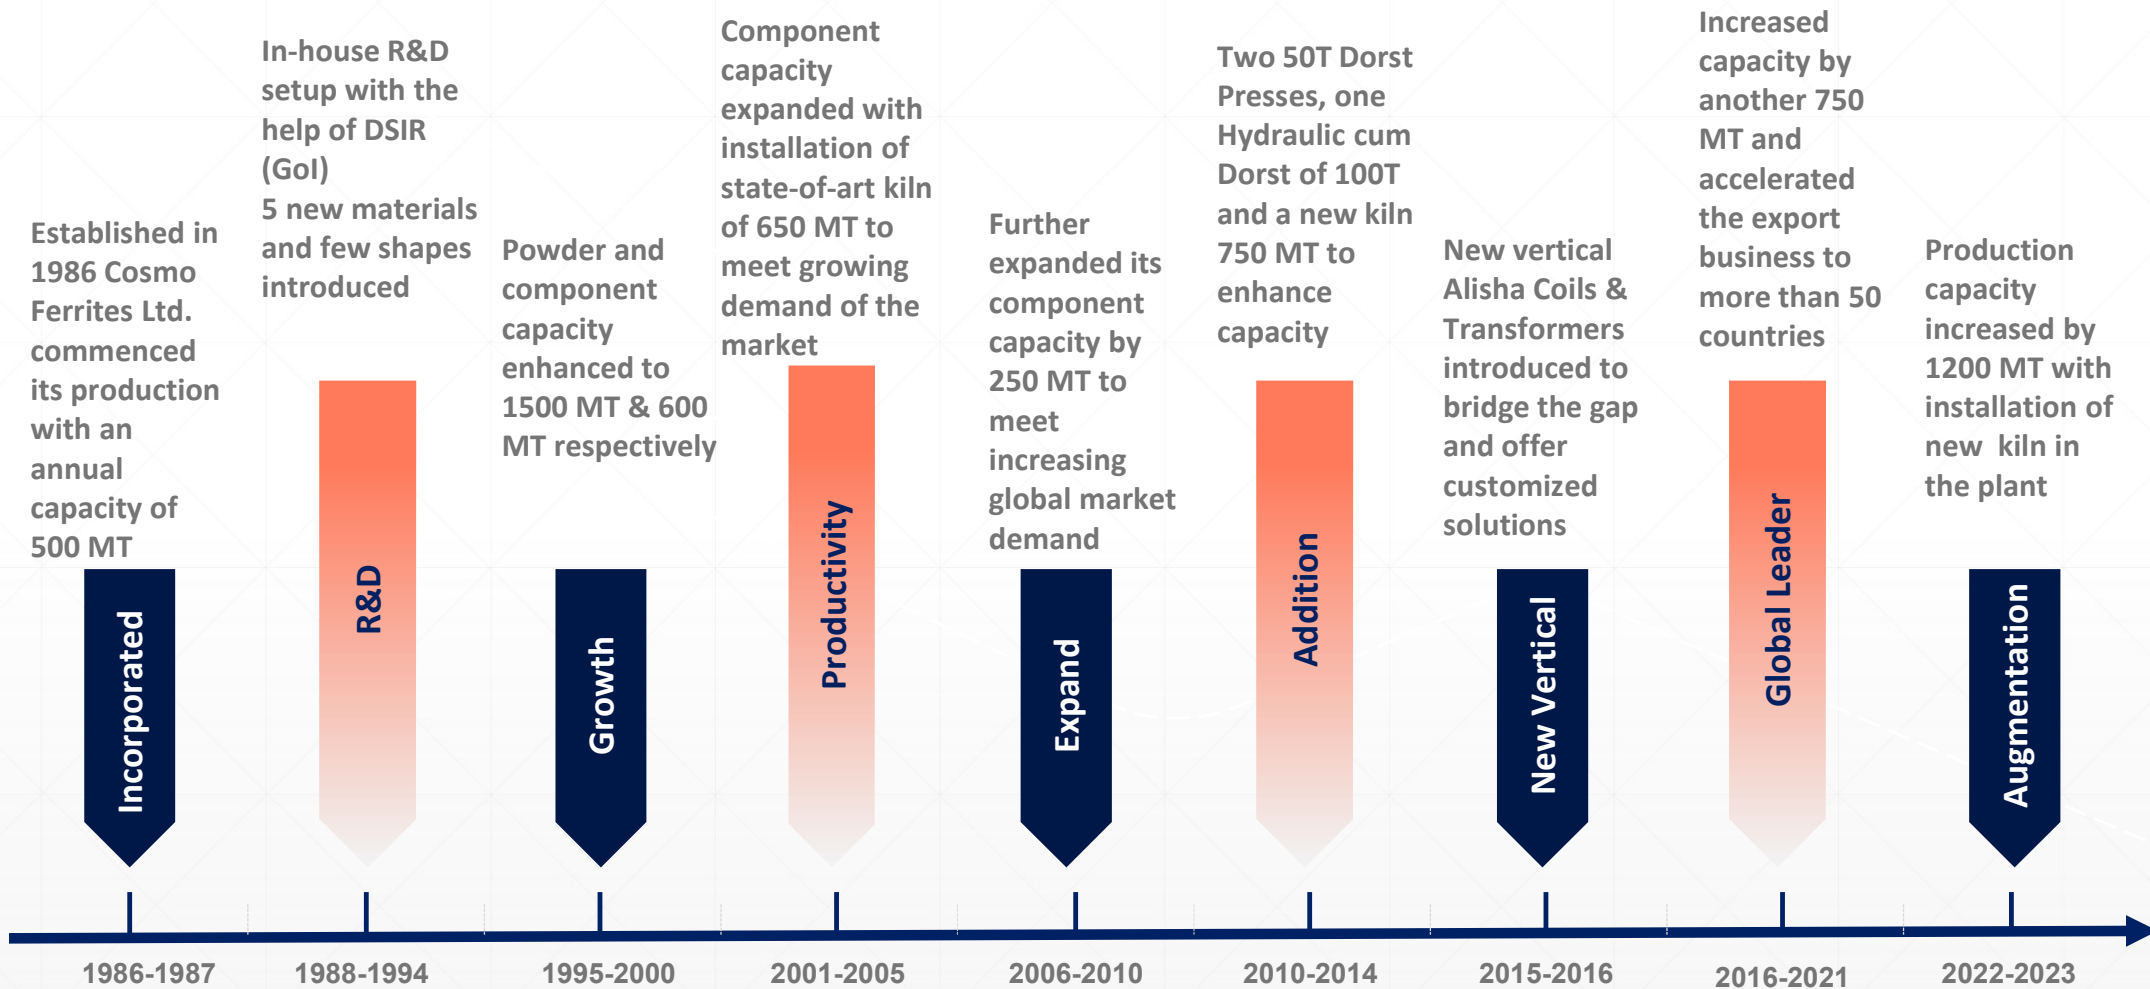 Established in
1986 Cosmo
Ferrites Ltd.
commenced
its production
with an
annual
capacity of
500 MT
Incorporated
1986-1987
In-house R&D
setup with the
help of DSIR
(GoI)
5 new materials
and few shapes
introduced
R&D
1988-1994
Powder and
component
capacity
enhanced to
1500 MT & 600
MT respectively
Growth
1995-2000
Component
capacity
expanded with
installation of
state-of-art kiln
of 650 MT to
meet growing
demand of the
market
Productivity
2001-2005
Further
expanded its
component
capacity by
250 MT to
meet
increasing
global market
demand
Expand
2006-2010
Two 50T Dorst
Presses, one
Hydraulic cum
Dorst of 100T
and a new kiln
750 MT to
enhance
capacity
Addition
2010-2014
New vertical
Alisha Coils &
Transformers
introduced to
bridge the gap
and offer
customized
solutions
New Vertical
2015-2016
Increased
capacity by
another 750
MT and
accelerated
the export
business to
more than 50
countries
Global Leader
2016-2021
Production
capacity
increased by
1200 MT with
installation of
new  kiln in
the plant
Augmentation
2022-2023